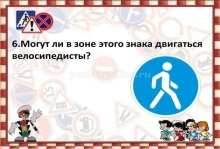 6.Могут ли в зоне этого знака двигаться
велосипедисты?